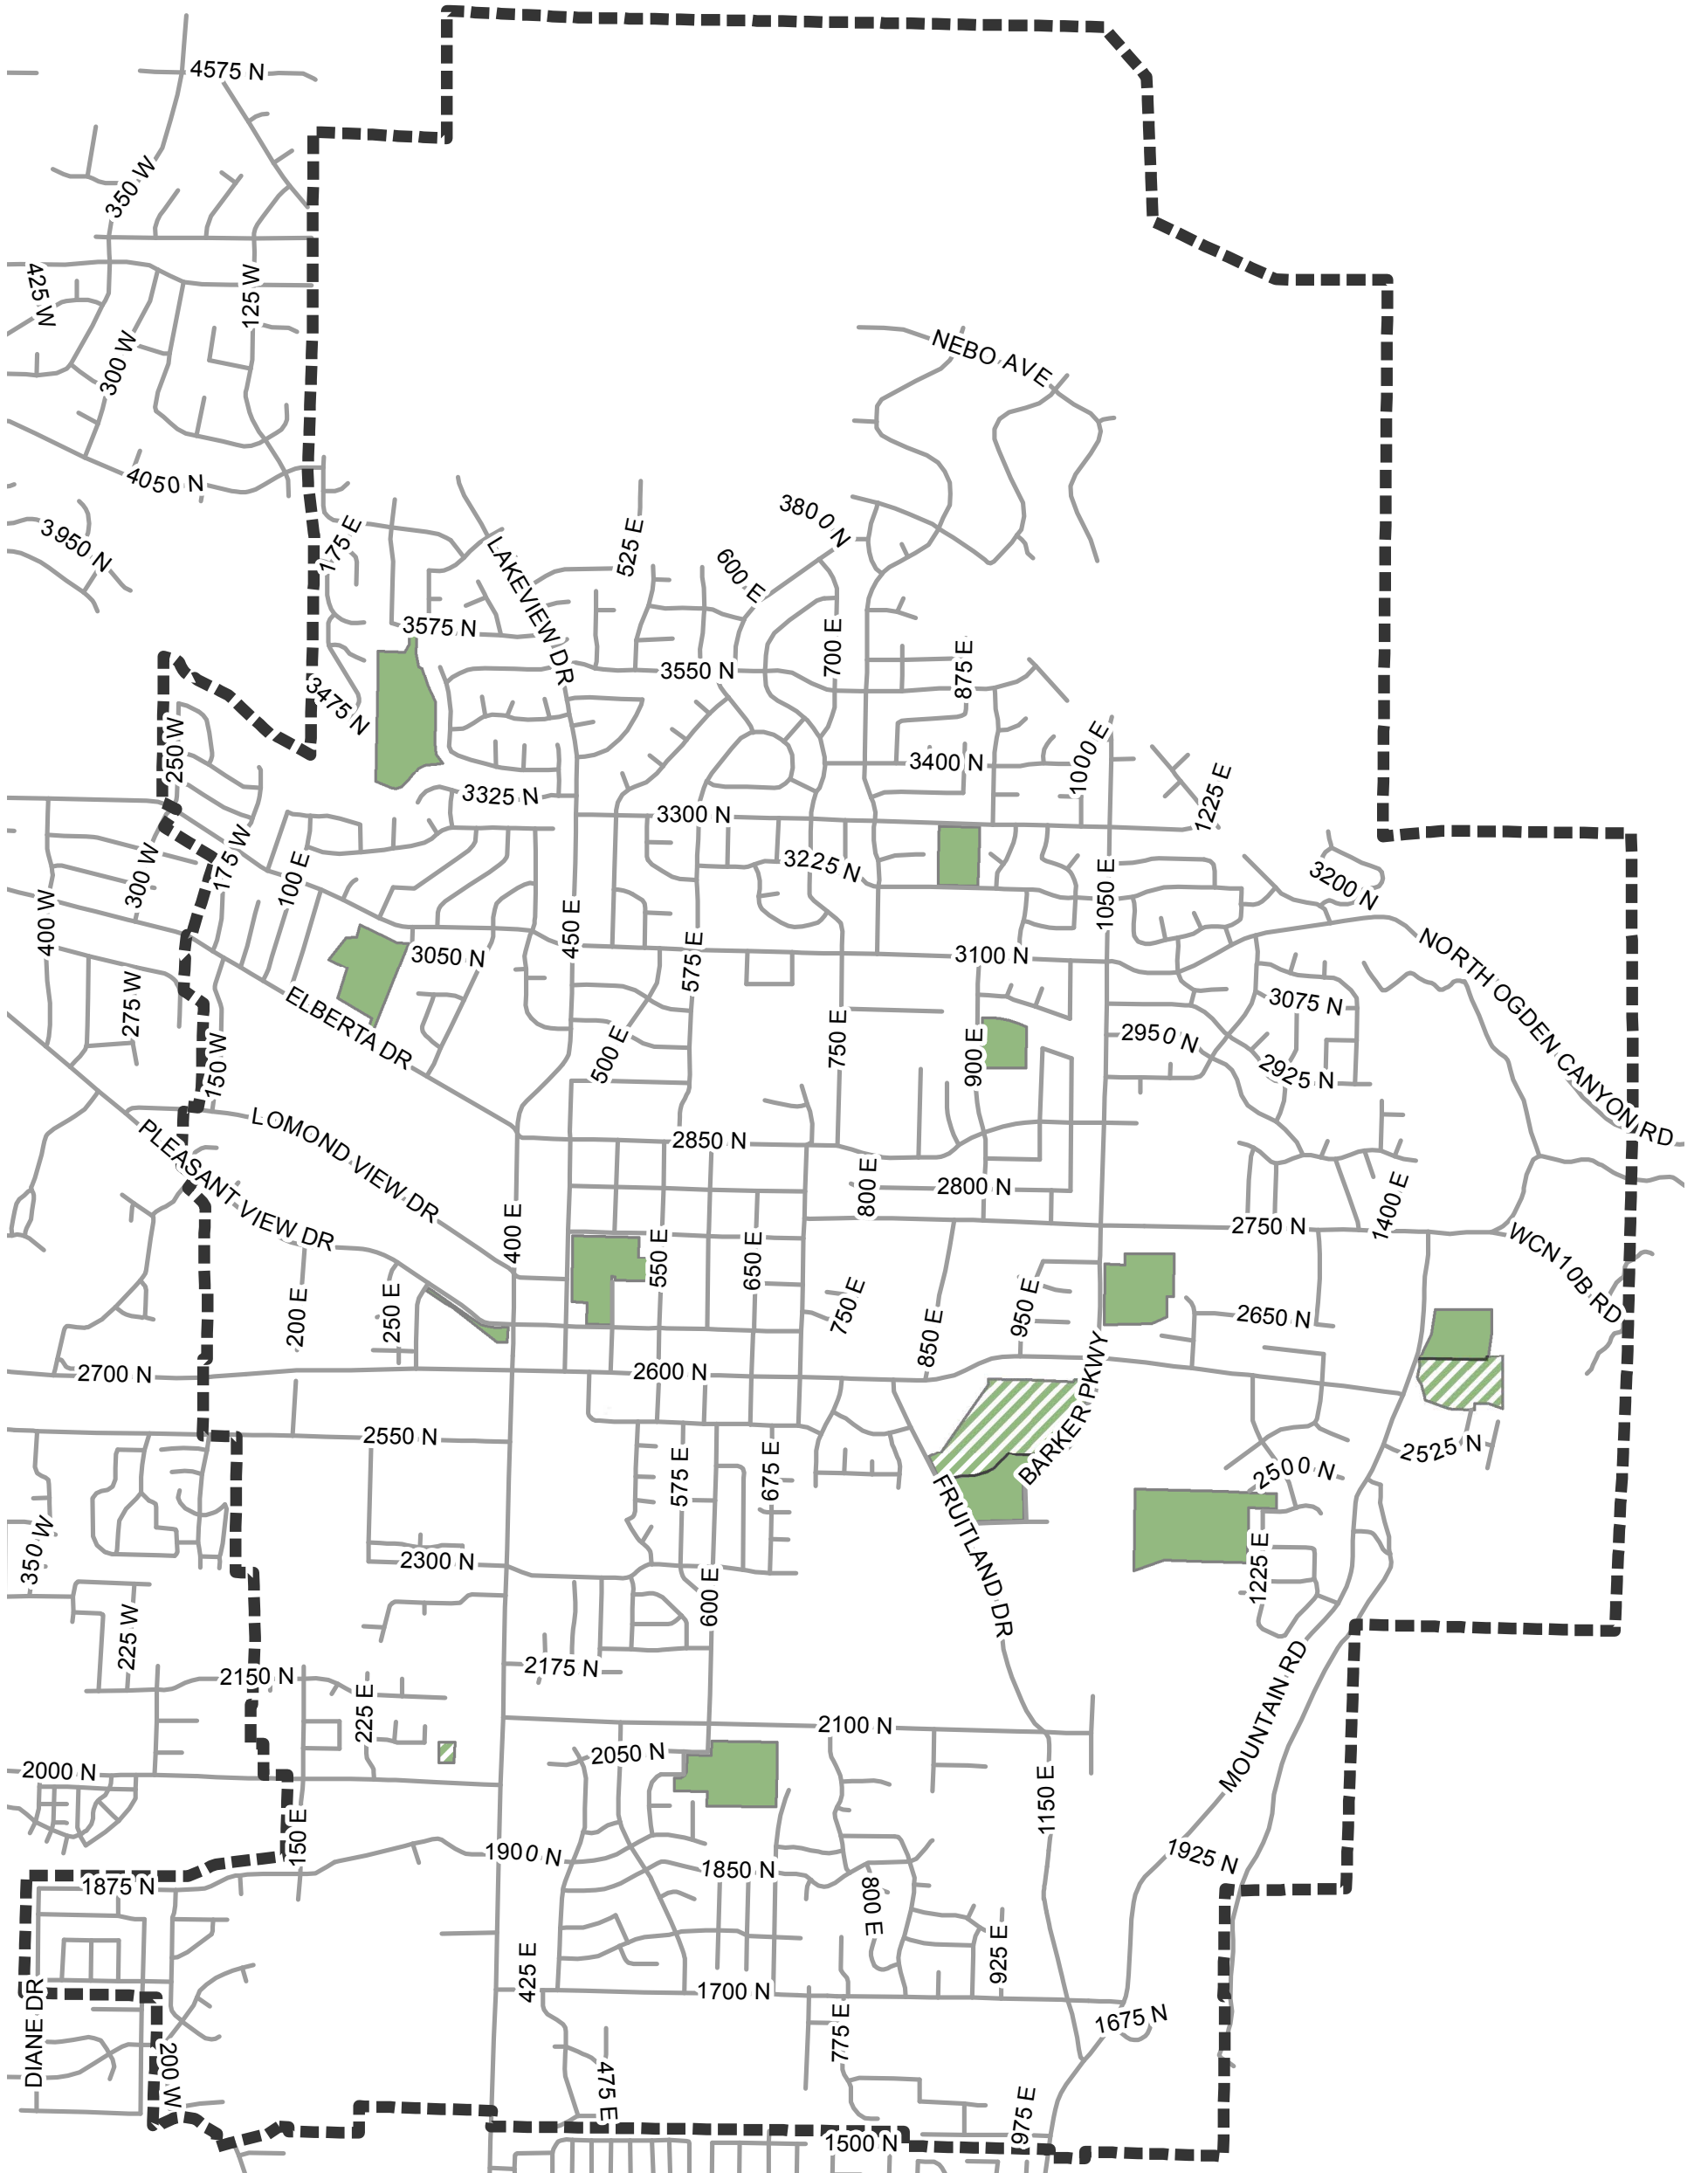 4575 N
350 W
425 W
125 W
300 W
NEBO AVE
4050 N
3950 N
175 E
LAKEVIEW DR
525 E
3800 N
600 E
3575 N
3550 N
700 E
875 E
3475 N
250 W
3325 N
3300 N
3400 N
1000 E
1225 E
300 W
175 W
100 E
3225 N
1050 E
3200 N
400 W
450 E
3050 N
575 E
3100 N
NORTH OGDEN CANYON RD
275 W
ELBERTA DR
150 W
500 E
750 E
900 E
2950 N
3075 N
2925 N
LOMOND VIEW DR
PLEASANT VIEW DR
2850 N
800 E
2800 N
400 E
550 E
650 E
2750 N
1400 E
WCN10B RD
200 E
250 E
750 E
850 E
950 E
2650 N
2700 N
2600 N
BARKER PKWY
2550 N
575 E
675 E
2525 N
2500 N
FRUITLAND DR
350 W
2300 N
600 E
1225 E
225 W
2175 N
2150 N
225 E
2100 N
MOUNTAIN RD
2050 N
2000 N
150 E
1150 E
1900 N
1850 N
1925 N
1875 N
800 E
925 E
425 E
1700 N
DIANE DR
200 W
475 E
775 E
1675 N
975 E
1500 N